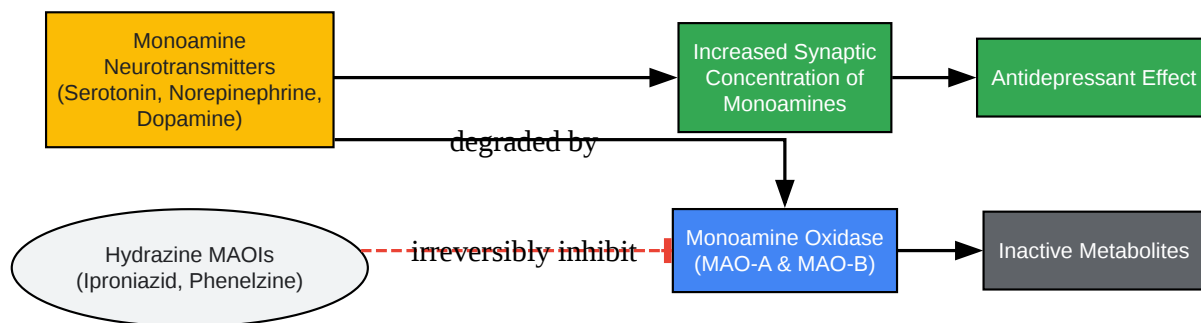 Monoamine
Neurotransmitters
(Serotonin, Norepinephrine,
Dopamine)
Increased Synaptic
Concentration of
Monoamines
Antidepressant Effect
degraded by
Hydrazine MAOIs
(Iproniazid, Phenelzine)
irreversibly inhibit
Monoamine Oxidase
(MAO-A & MAO-B)
Inactive Metabolites